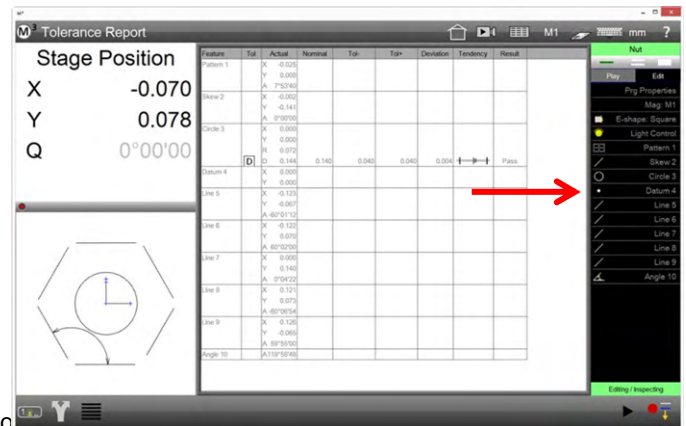 M³ Tolerance Report
M1
mm
?
Stage Position
X -0.070
Y 0.078
Q 0°00'00
Feature Tol Actual Nominal Tol- Tol+ Deviation Tendency Result
Pattern 1 X -0.025
Y 0.000
A 7°53'40
Skew 2 X -0.002
Y -0.141
A 0°00'00
Circle 3 X 0.000
Y 0.000
R 0.072
D D 0.144 0.140 0.040 0.040 0.004 Pass
Datum 4 X 0.000
Y 0.000
Line 5 X -0.123
Y -0.067
A -60°01'12
Line 6 X -0.122
Y 0.070
A 60°02'00
Line 7 X 0.000
Y 0.140
A 0°04'22
Line 8 X 0.121
Y 0.073
A -60°06'54
Line 9 X 0.126
Y -0.065
A 59°55'00
Angle 10 A 119°58'48
Nut
Play Edit
Prg Properties
Mag: M1
E-shape: Square
Light Control
Pattern 1
Skew 2
Circle 3
Datum 4
Line 5
Line 6
Line 7
Line 8
Line 9
Angle 10
Editing / Inspecting